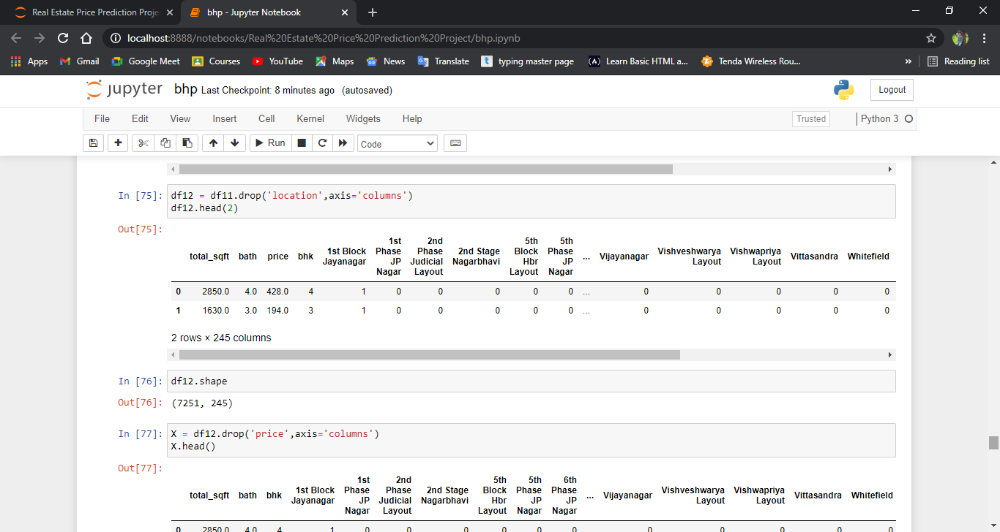 Real Estate Price Prediction Proje
bhp - Jupyter Notebook
localhost:8888/notebooks/Real%20Estate%20Price%20Prediction%20Project/bhp.ipynb
Apps Gmail Google Meet Courses YouTube Maps News Translate typing master page Learn Basic HTML a... Tenda Wireless Rou... » Reading list
jupyter bhp Last Checkpoint: 8 minutes ago (autosaved) Logout
File Edit View Insert Cell Kernel Widgets Help Trusted Python 3
Run Code
In [75]: df12 = df11.drop('location',axis='columns')
df12.head(2)
Out[75]:
total_sqft bath price bhk 1st Block Jayanagar 1st Phase JP Nagar 2nd Phase Judicial Layout 2nd Stage Nagarbhavi 5th Block Hbr Layout 5th Phase JP Nagar ... Vijayanagar Vishveshwarya Layout Vishwapriya Layout Vittasandra Whitefield
0 2850.0 4.0 428.0 4 1 0 0 0 0 0 ... 0 0 0 0 0
1 1630.0 3.0 194.0 3 1 0 0 0 0 0 ... 0 0 0 0 0
2 rows × 245 columns
In [76]: df12.shape
Out[76]: (7251, 245)
In [77]: X = df12.drop('price',axis='columns')
X.head()
Out[77]:
total_sqft bath bhk 1st Block Jayanagar 1st Phase JP Nagar 2nd Phase Judicial Layout 2nd Stage Nagarbhavi 5th Block Hbr Layout 5th Phase JP Nagar 6th Phase JP Nagar ... Vijayanagar Vishveshwarya Layout Vishwapriya Layout Vittasandra Whitefield
0 2850.0 4.0 4 1 0 0 0 0 0 0 ... 0 0 0 0 0